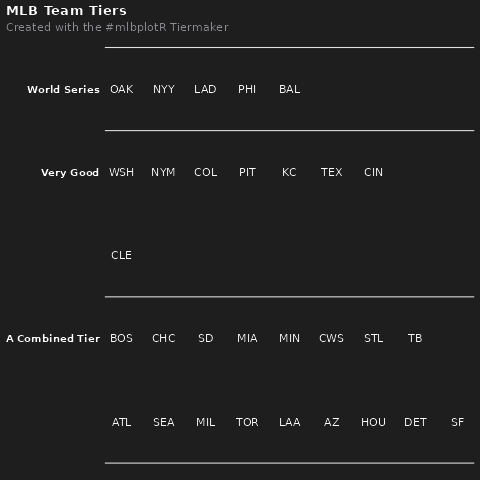 MLB Team Tiers
Created with the #mlbplotR Tiermaker
World Series OAK NYY LAD PHI BAL
Very Good WSH NYM COL PIT KC TEX CIN
CLE
A Combined Tier BOS CHC SD MIA MIN CWS STL TB
ATL SEA MIL TOR LAA AZ HOU DET SF